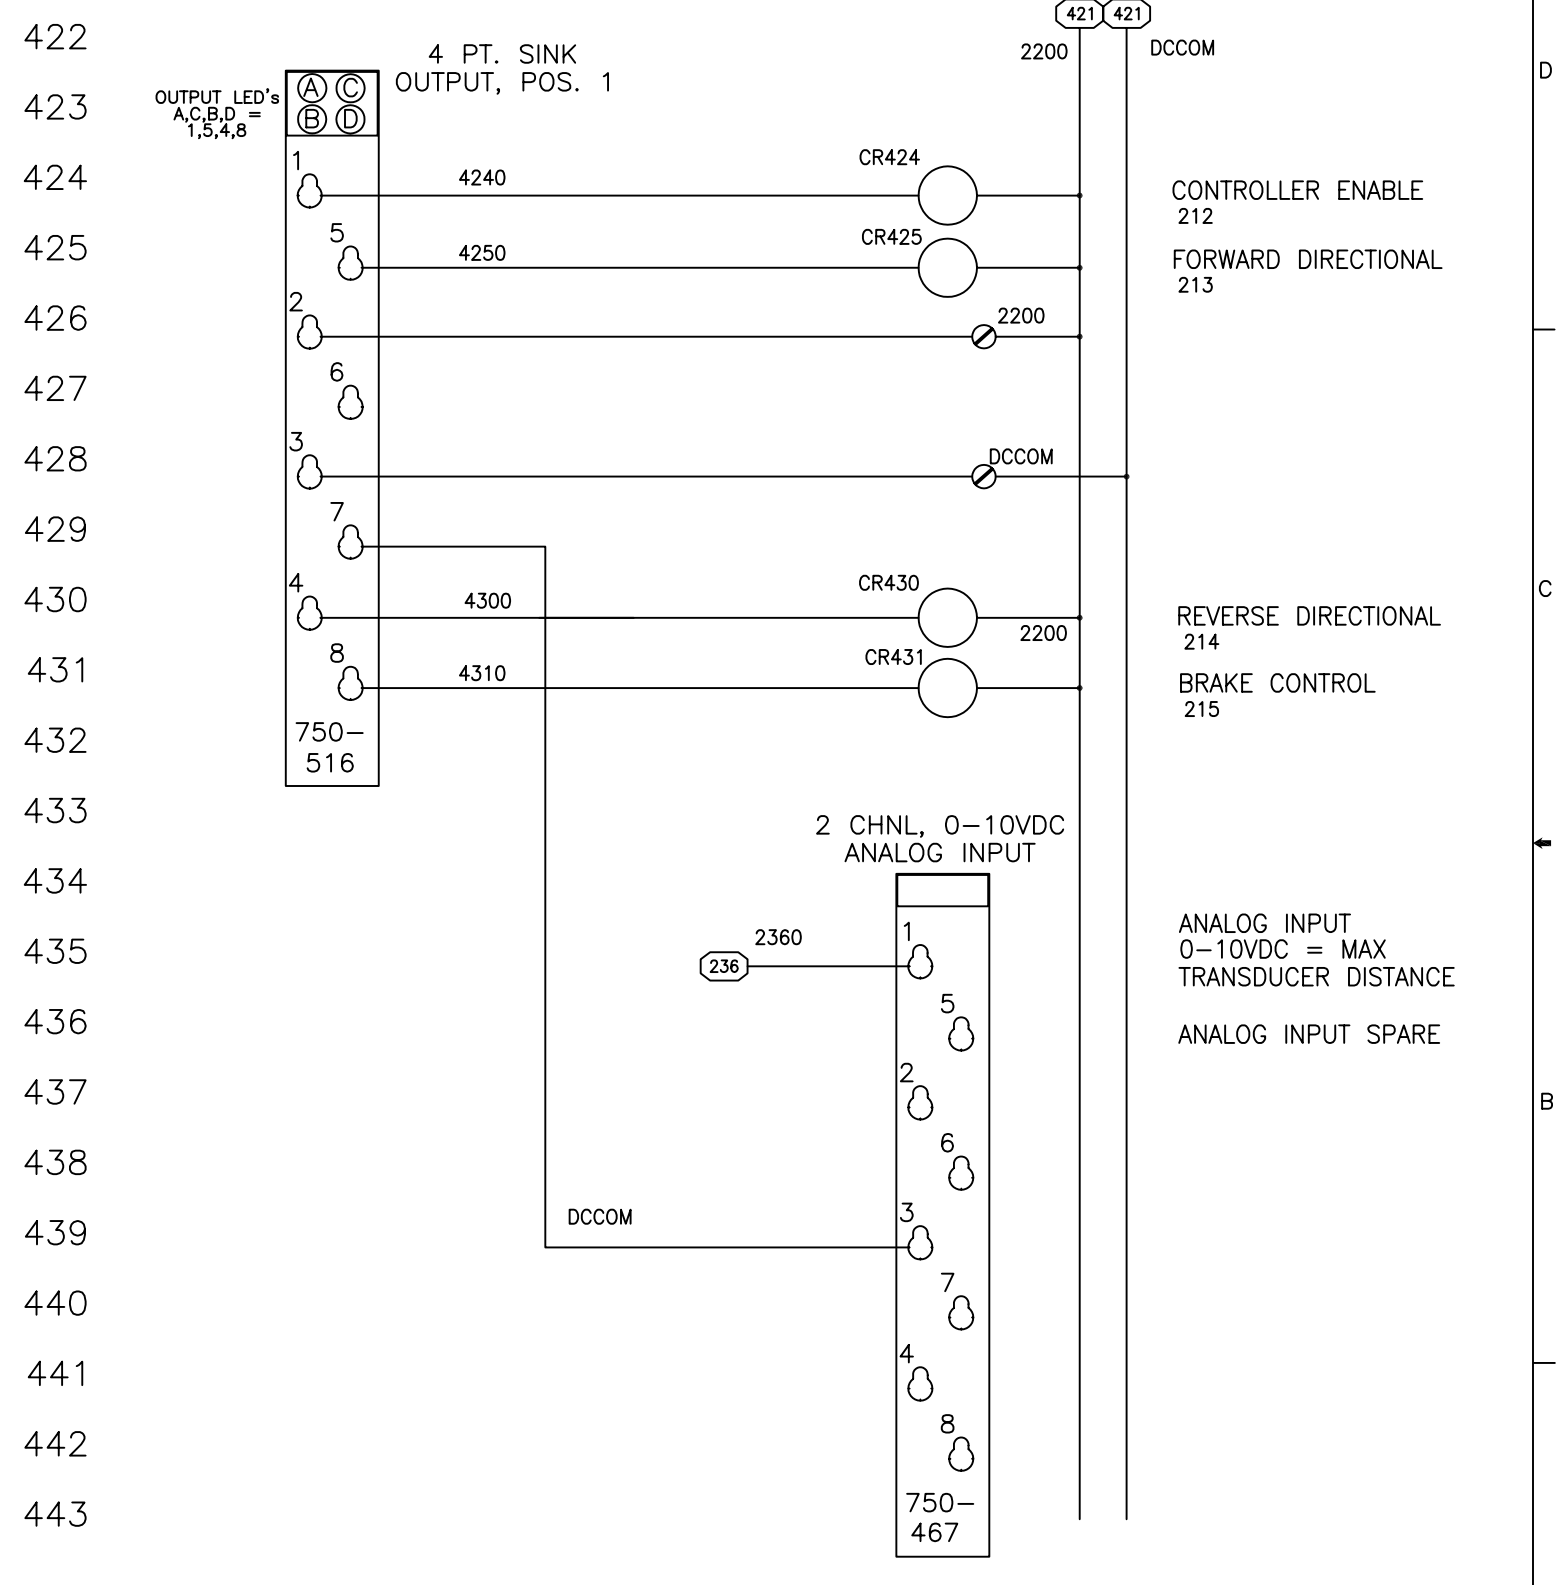 421 421
422
2200
DCCOM
4 PT. SINK
OUTPUT, POS. 1
D
423
OUTPUT LED's
A,C,B,D =
1,5,4,8
A C
B D
424
1
4240
CR424
CONTROLLER ENABLE
212
425
5
4250
CR425
FORWARD DIRECTIONAL
213
426
2
2200
427
6
428
3
DCCOM
429
7
430
4
4300
CR430
2200
REVERSE DIRECTIONAL
214
C
431
8
4310
CR431
BRAKE CONTROL
215
432
750-
516
433
2 CHNL, 0-10VDC
ANALOG INPUT
434
435
236
2360
1
ANALOG INPUT
0-10VDC = MAX
TRANSDUCER DISTANCE
436
5
ANALOG INPUT SPARE
437
2
B
438
6
439
DCCOM
3
440
7
441
4
442
8
443
750-
467